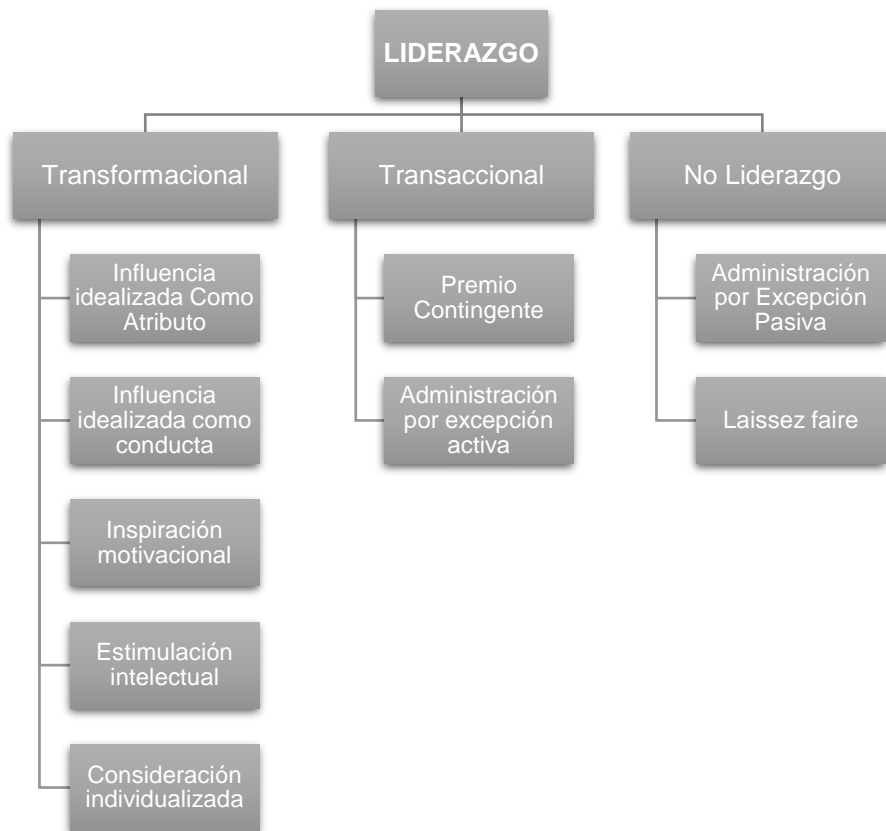 LIDERAZGO
Transformacional
Transaccional
No Liderazgo
Influencia
idealizada Como
Atributo
Influencia
idealizada como
conducta
Inspiración
motivacional
Estimulación
intelectual
Consideración
individualizada
Premio
Contingente
Administración
por excepción
activa
Administración
por Excepción
Pasiva
Laissez faire